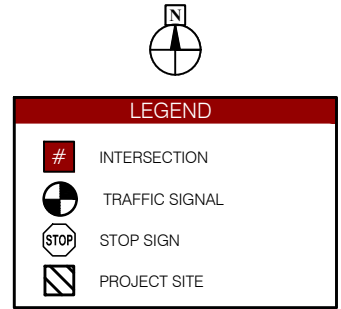 N
LEGEND
# INTERSECTION
TRAFFIC SIGNAL
STOP STOP SIGN
PROJECT SITE